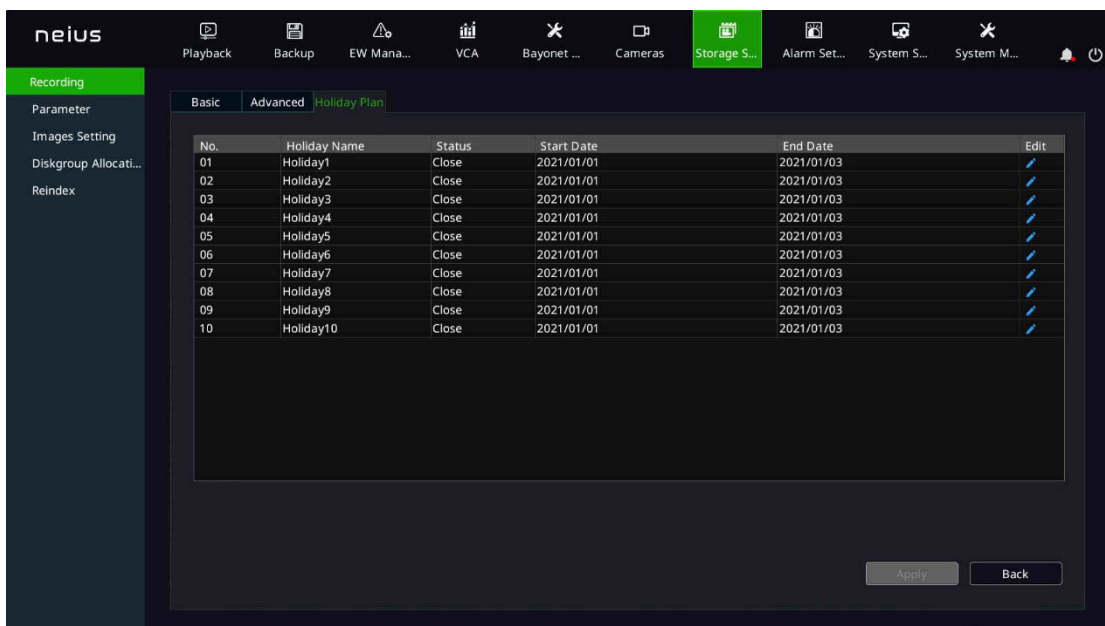 neius
Playback Backup EW Mana... VCA Bayonet ... Cameras Storage S... Alarm Set... System S... System M...
Recording
Parameter
Images Setting
Diskgroup Allocati...
Reindex
Basic Advanced Holiday Plan
No. Holiday Name Status Start Date End Date Edit
01 Holiday1 Close 2021/01/01 2021/01/03
02 Holiday2 Close 2021/01/01 2021/01/03
03 Holiday3 Close 2021/01/01 2021/01/03
04 Holiday4 Close 2021/01/01 2021/01/03
05 Holiday5 Close 2021/01/01 2021/01/03
06 Holiday6 Close 2021/01/01 2021/01/03
07 Holiday7 Close 2021/01/01 2021/01/03
08 Holiday8 Close 2021/01/01 2021/01/03
09 Holiday9 Close 2021/01/01 2021/01/03
10 Holiday10 Close 2021/01/01 2021/01/03
Apply Back